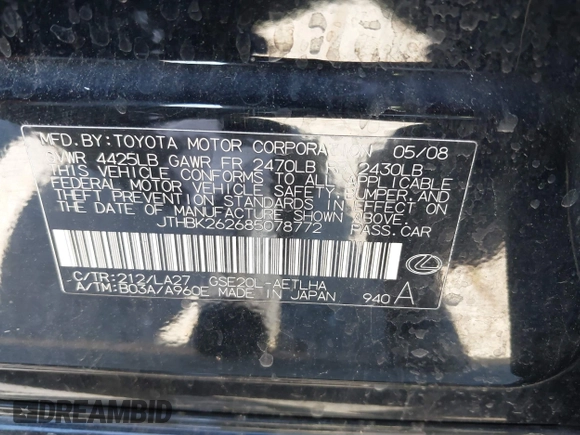 MFD.BY:TOYOTA MOTOR CORPORATION 05/08
GVWR 4425LB GAWR FR 2470LB 2430LB
THIS VEHICLE CONFORMS TO ALL APPLICABLE
FEDERAL MOTOR VEHICLE SAFETY, BUMPER, AND
THEFT PREVENTION STANDARDS IN EFFECT ON
THE DATE OF MANUFACTURE SHOWN ABOVE.
JTHBK262685078772 PASS.CAR
C/TR:212/LA27 GSE20L-AETLHA
A/TM:B03A/A960E MADE IN JAPAN 940 A
DREAMBID